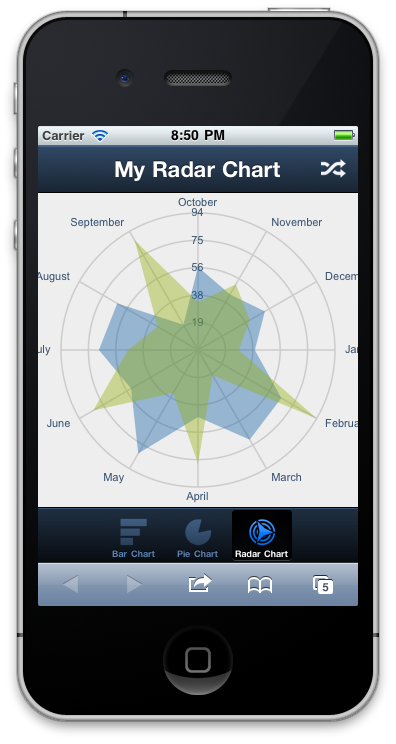 Carrier 8:50 PM
My Radar Chart
October
94
September November
75
56
August Decem
38
19
uly Jan
June Februa
May March
April
Bar Chart Pie Chart Radar Chart
5